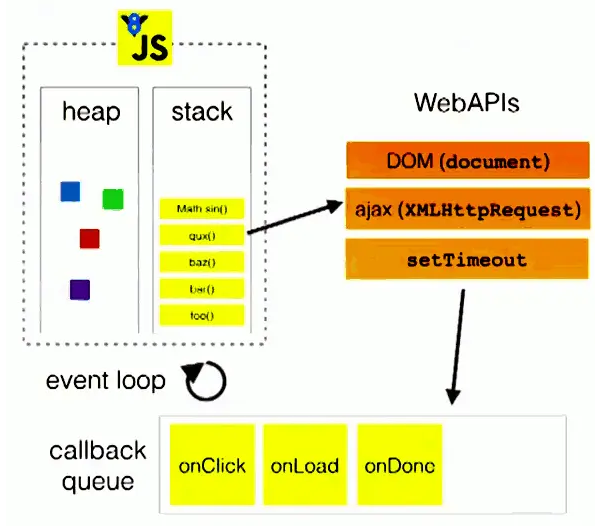 JS
heap
stack
WebAPIs
DOM (document)
ajax (XMLHttpRequest)
setTimeout
Math sin()
qux()
baz()
bar()
foo()
event loop
callback
queue
onClick
onLoad
onDone